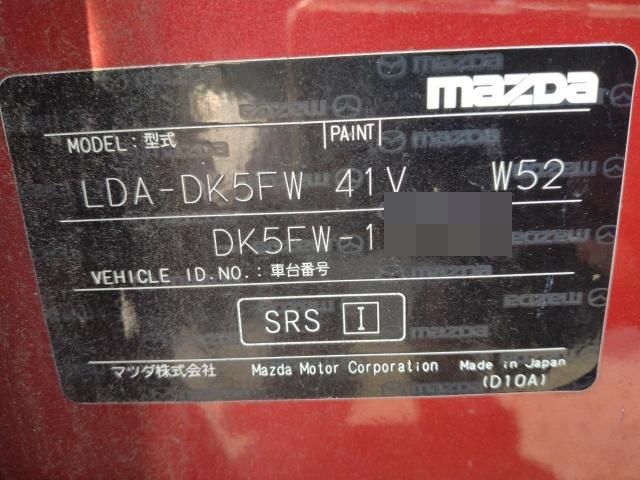 mazda
MODEL : 型式 PAINT
LDA-DK5FW 41V W52
DK5FW-1
VEHICLE ID.NO. : 車台番号
SRS I
マツダ株式会社 Mazda Motor Corporation Made in Japan
(D10A)